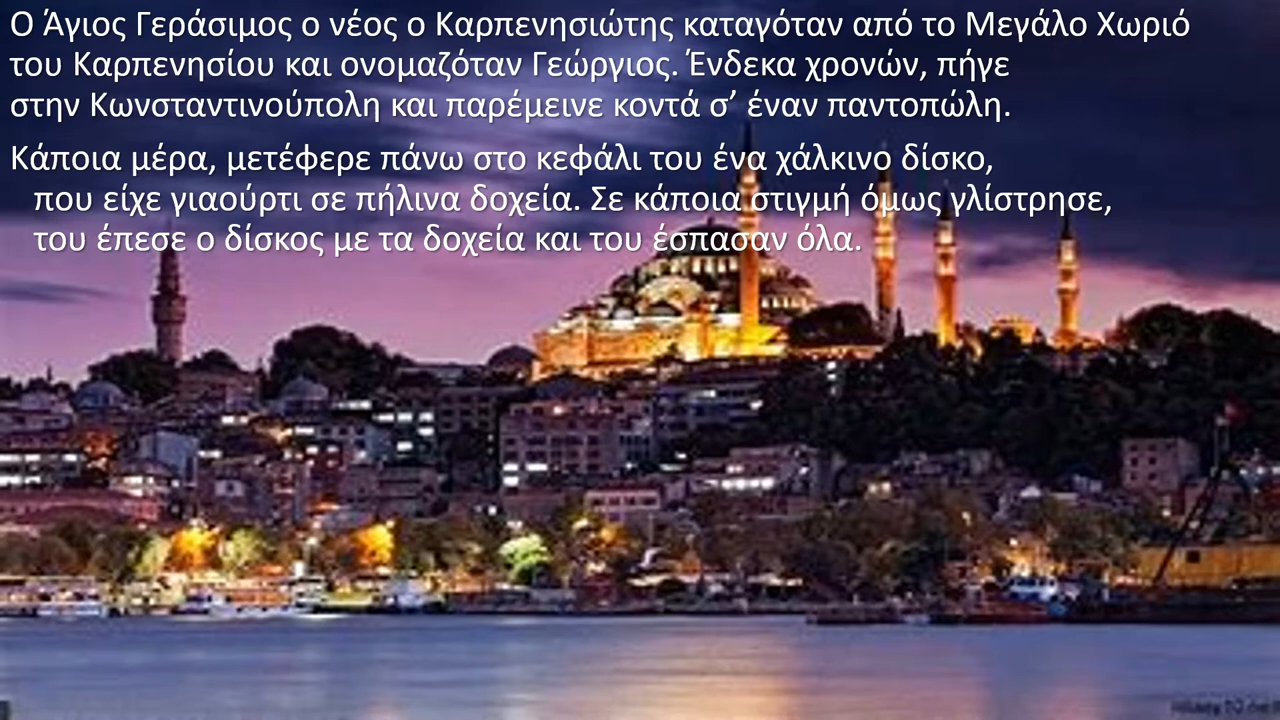 Ο Άγιος Γεράσιμος ο νέος ο Καρπενησιώτης καταγόταν από το Μεγάλο Χωριό
του Καρπενησίου και ονομαζόταν Γεώργιος. Ένδεκα χρονών, πήγε
στην Κωνσταντινούπολη και παρέμεινε κοντά σ’ έναν παντοπώλη.
Κάποια μέρα, μετέφερε πάνω στο κεφάλι του ένα χάλκινο δίσκο,
που είχε γιαούρτι σε πήλινα δοχεία. Σε κάποια στιγμή όμως γλίστρησε,
του έπεσε ο δίσκος με τα δοχεία και του έσπασαν όλα.